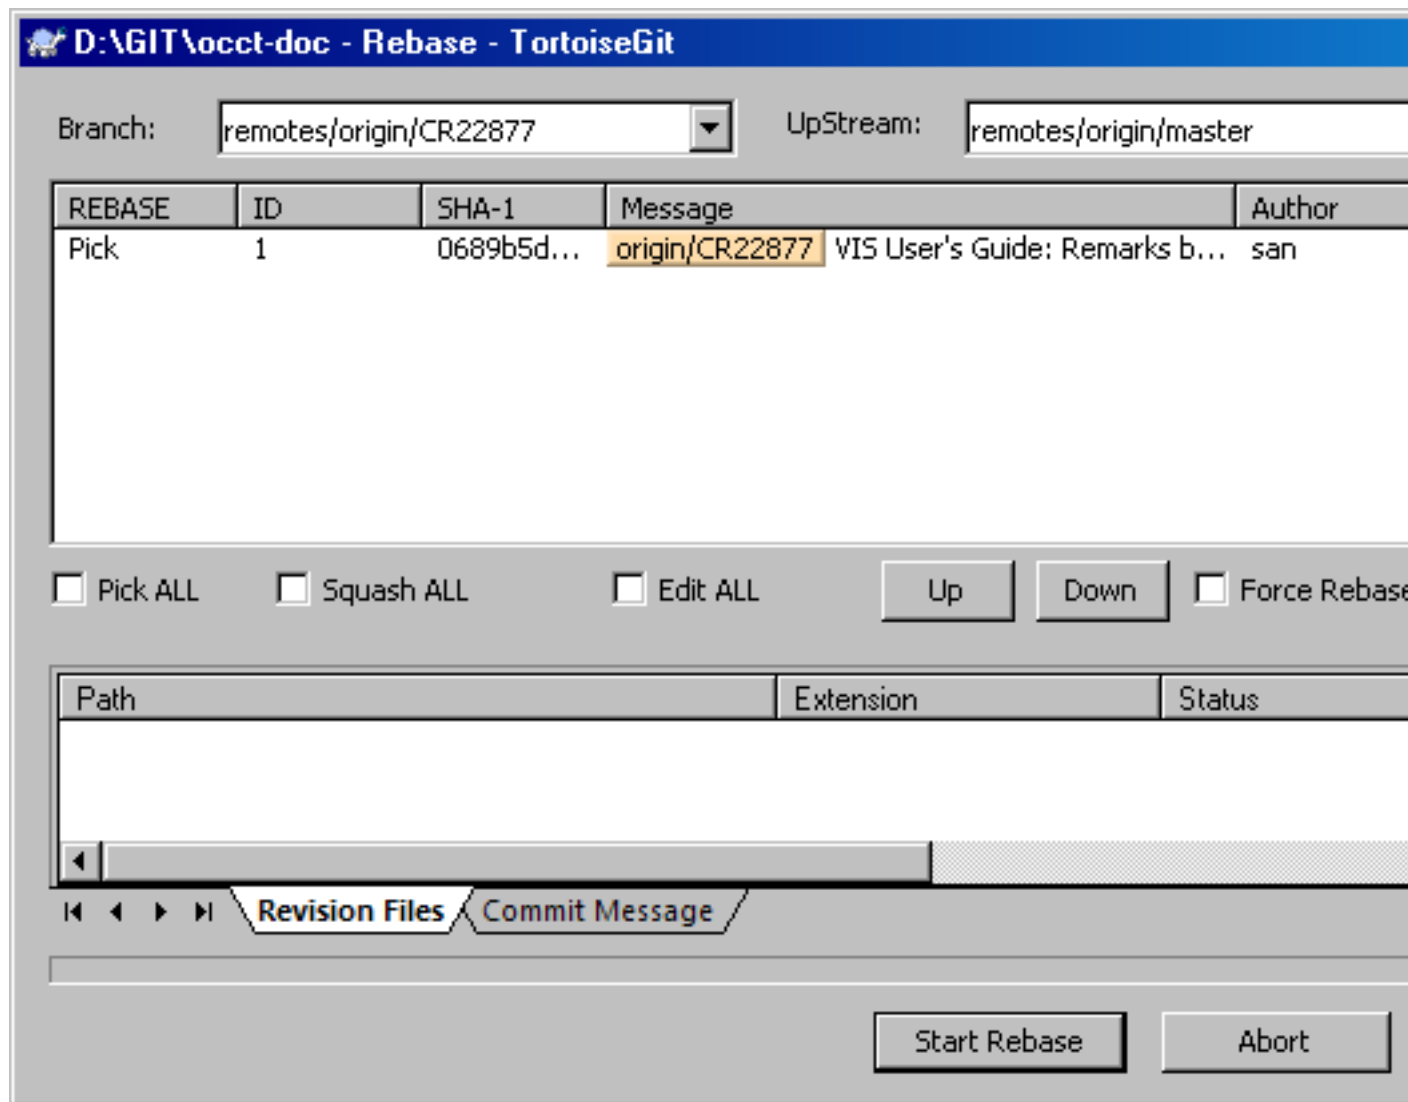 D:\GIT\occt-doc - Rebase - TortoiseGit
Branch: remotes/origin/CR22877 UpStream: remotes/origin/master
REBASE ID SHA-1 Message Author
Pick 1 0689b5d... origin/CR22877 VIS User's Guide: Remarks b... san
Pick ALL Squash ALL Edit ALL Up Down Force Rebase
Path Extension Status
Revision Files Commit Message
Start Rebase Abort